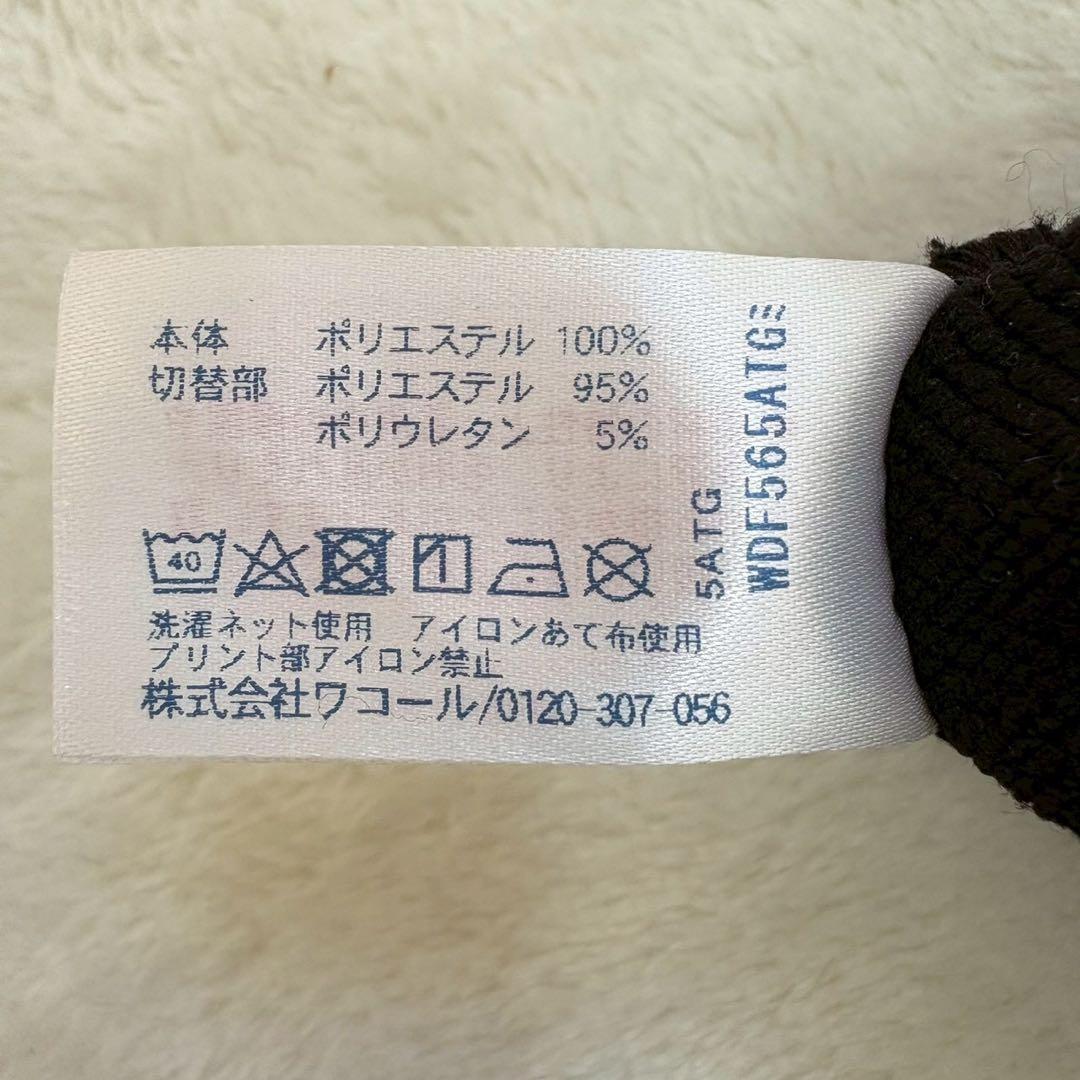 本体 ポリエステル 100%
切替部 ポリエステル 95%
ポリウレタン 5%
40
洗濯ネット使用 アイロンあて布使用
プリント部アイロン禁止
株式会社ワコール/0120-307-056
5ATG
WDF565ATG